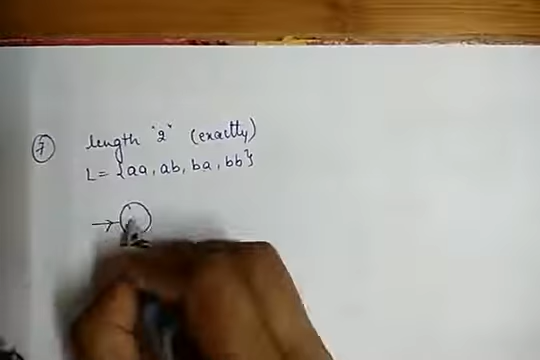 7 length "2" (exactly)
L = {aa, ab, ba, bb}